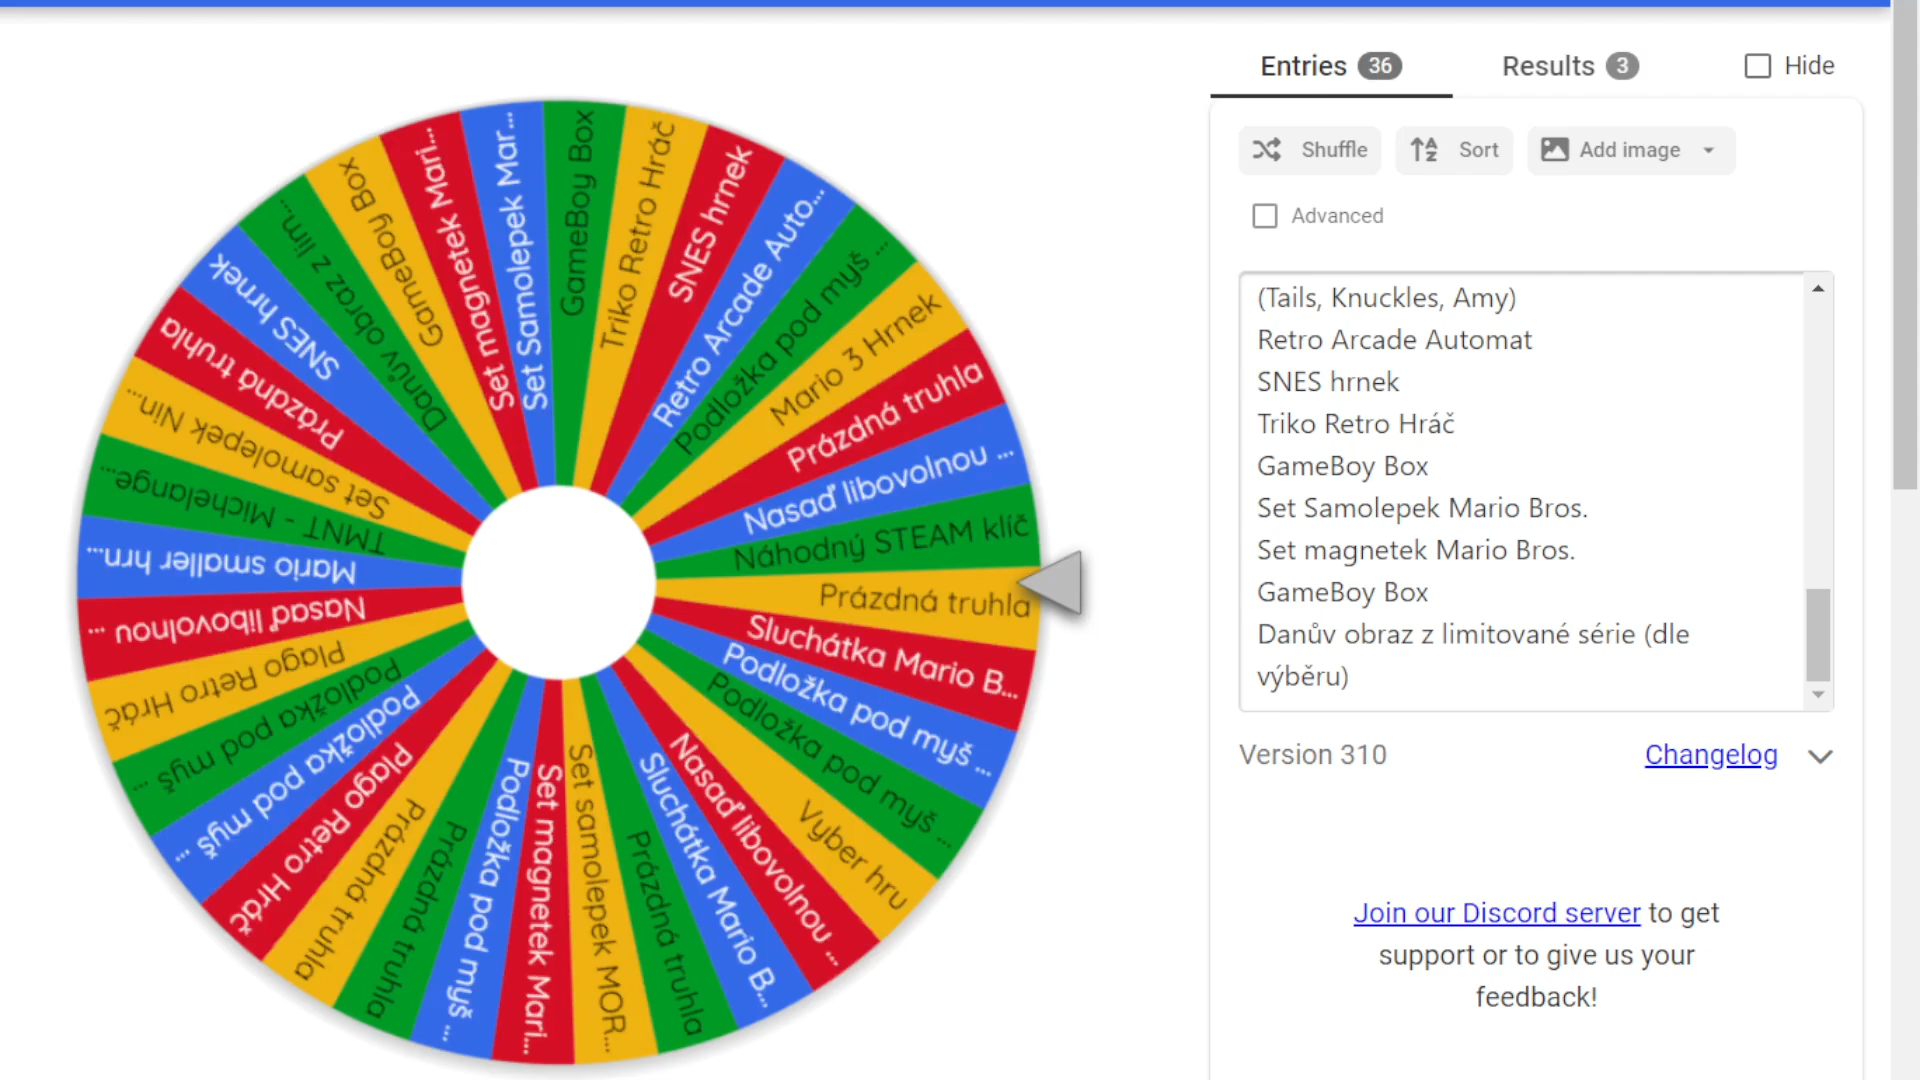 Entries 36
Results 3
Hide
Shuffle
Sort
Add image
Advanced
(Tails, Knuckles, Amy)
Retro Arcade Automat
SNES hrnek
Triko Retro Hráč
GameBoy Box
Set Samolepek Mario Bros.
Set magnetek Mario Bros.
GameBoy Box
Danův obraz z limitované série (dle
výběru)
Version 310
Changelog
Join our Discord server to get
support or to give us your
feedback!
GameBoy Box
Triko Retro Hráč
SNES hrnek
Retro Arcade Auto...
Podložka pod myš ...
Mario 3 Hrnek
Prázdná truhla
Nasaď libovolnou ...
Náhodný STEAM klíč
Prázdná truhla
Sluchátka Mario B...
Podložka pod myš ...
Podložka pod myš ...
Vyber hru
Nasaď libovolnou ...
Sluchátka Mario B...
Prázdná truhla
Set samolepek MOR...
Set magnetek Mari...
Podložka pod myš ...
Prázdná truhla
Prázdná truhla
Plago Retro Hráč
Podložka pod myš ...
Podložka pod myš ...
Plago Retro Hráč
Nasaď libovolnou ...
Mario smaller hrn...
TMNT - Michelange...
Set samolepek Nin...
Prázdná truhla
SNES hrnek
Danův obraz z lim...
GameBoy Box
Set magnetek Mari...
Set Samolepek Mar...